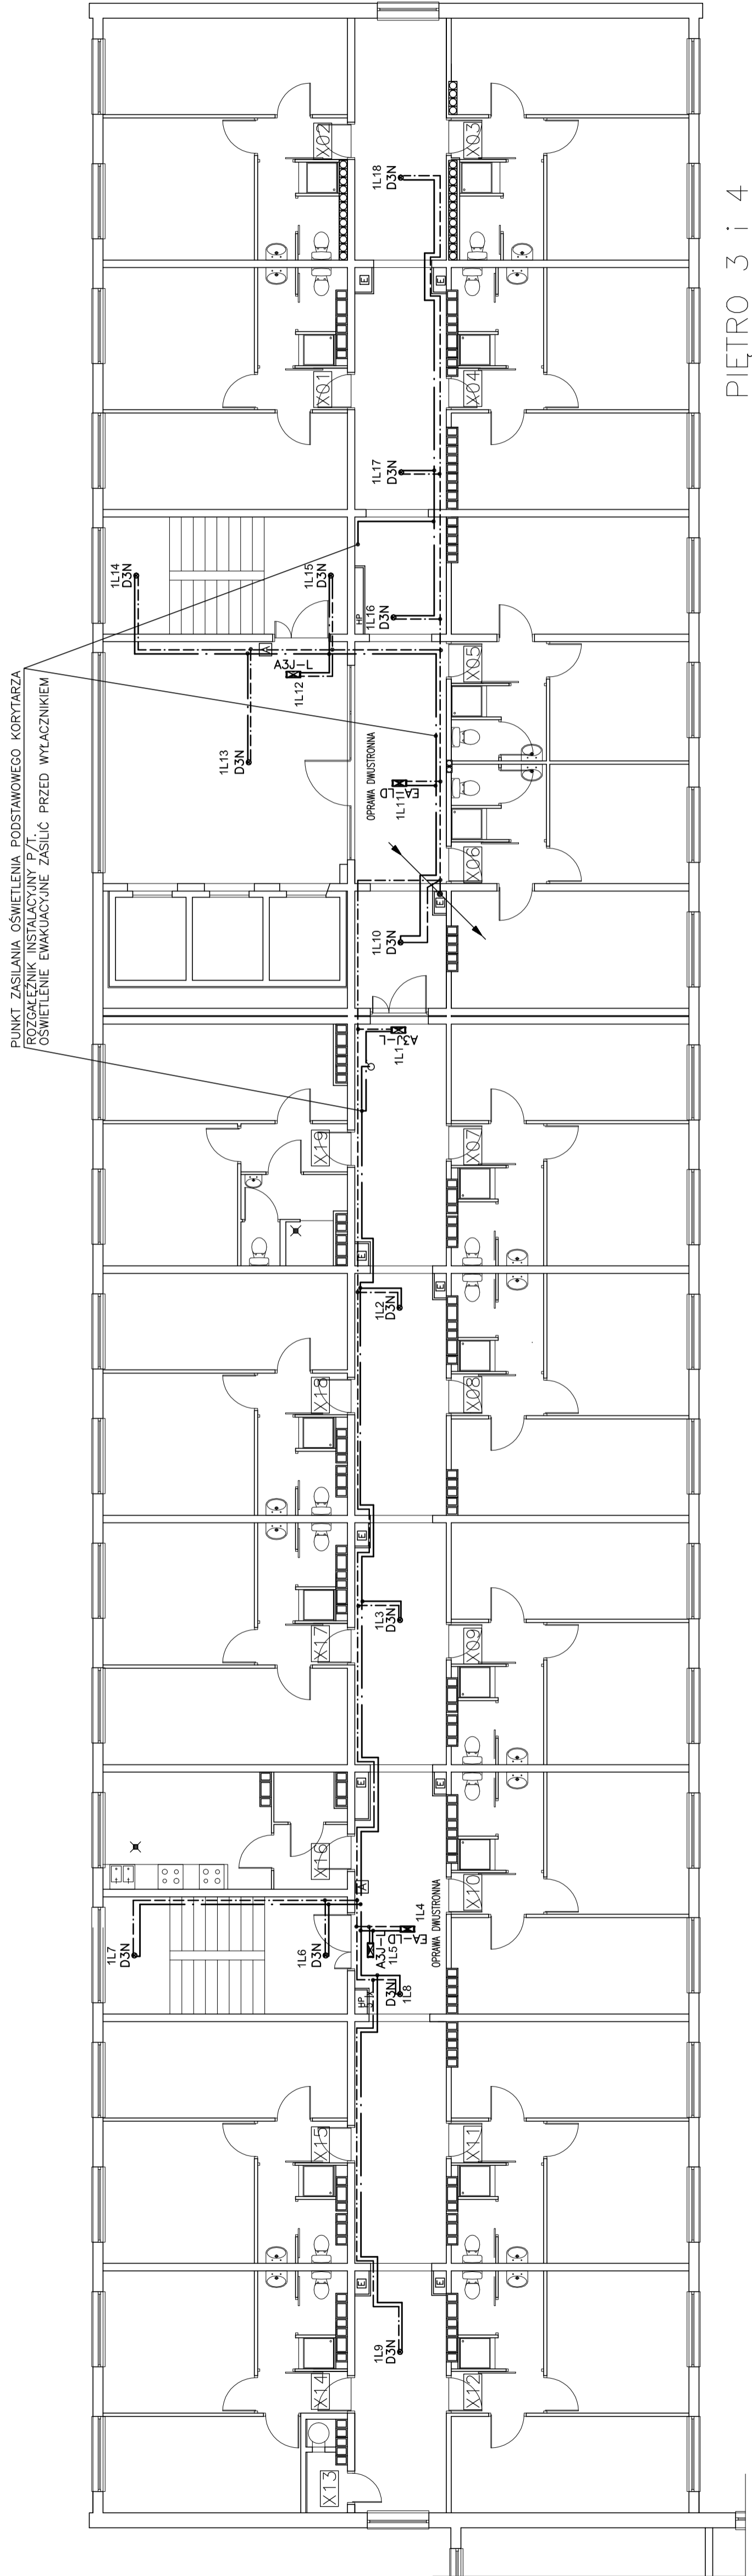 PUNKT ZASILANIA OŚWIETLENIA PODSTAWOWEGO KORYTARZA
ROZGAŁĘŹNIK INSTALACYJNY P/T.
OŚWIETLENIE EWAKUACYJNE ZASILIĆ PRZED WYŁACZNIKIEM
PIĘTRO 3 i 4
X02
X03
1L18
D3N
E
E
X01
X04
1L17
D3N
1L14
D3N
1L15
D3N
HP
1L16
D3N
A
A3J-L
1L12
1L13
D3N
X05
OPRAWA DWUSTRONNA
1L11
EA-LD
X06
E
1L10
D3N
1L1
A3J-L
X19
X07
E
E
1L2
D3N
X18
X08
E
1L3
D3N
X17
X09
E
E
X16
X10
A
1L7
D3N
1L6
D3N
A3J-L
1L5
1L4
EA-LD
OPRAWA DWUSTRONNA
HP
D3N
1L8
X15
X11
E
E
1L9
D3N
X14
X12
X13